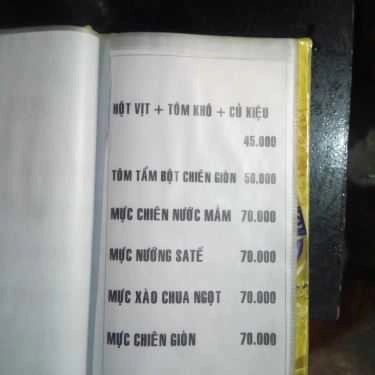 HỘT VỊT + TÔM KHÔ + CỦ KIỆU
45.000
TÔM TẨM BỘT CHIÊN GIÒN 50.000
MỰC CHIÊN NƯỚC MẮM 70.000
MỰC NƯỚNG SATẾ 70.000
MỰC XÀO CHUA NGỌT 70.000
MỰC CHIÊN GIÒN 70.000